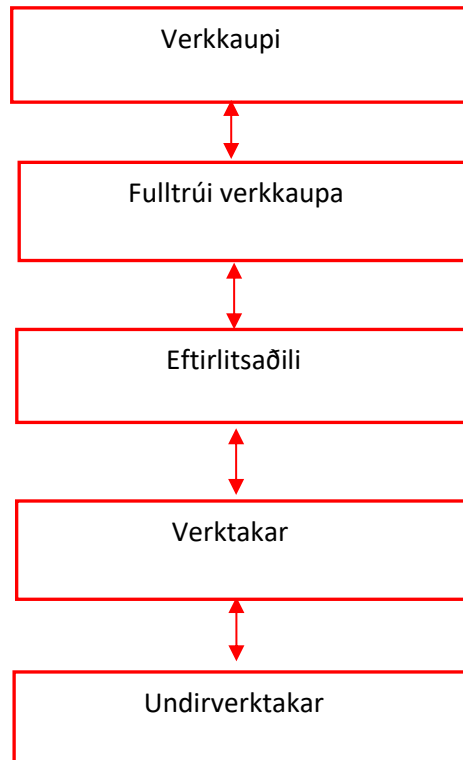 Verkkaupi
Fulltrúi verkkaupa
Eftirlitsaðili
Verktakar
Undirverktakar